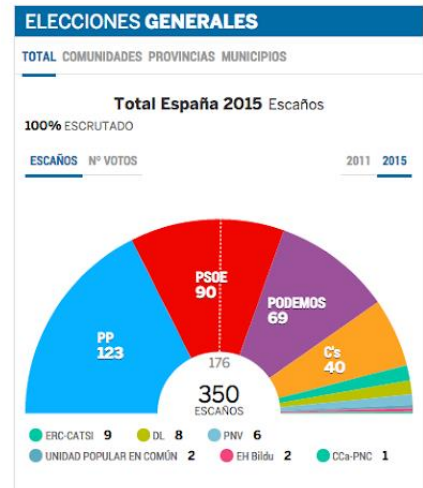 ELECCIONES GENERALES
TOTAL COMUNIDADES PROVINCIAS MUNICIPIOS
Total España 2015 Escaños
100% ESCRUTADO
ESCAÑOS Nº VOTOS 2011 2015
PSOE
90
PODEMOS
69
PP
123
C's
40
176
350
ESCAÑOS
ERC-CATSI 9 DL 8 PNV 6
UNIDAD POPULAR EN COMÚN 2 EH Bildu 2 CCa-PNC 1